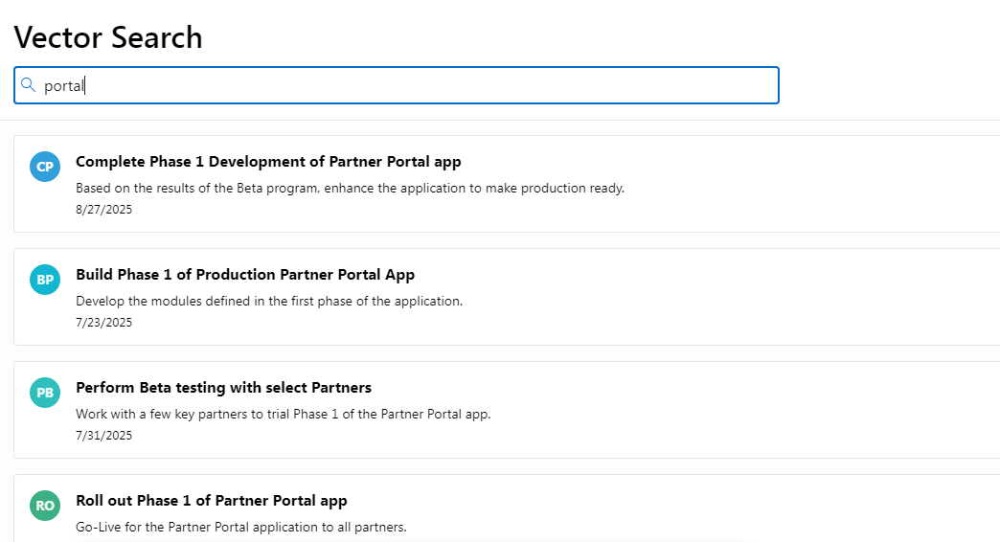 Vector Search
portal
CP
Complete Phase 1 Development of Partner Portal app
Based on the results of the Beta program, enhance the application to make production ready.
8/27/2025
BP
Build Phase 1 of Production Partner Portal App
Develop the modules defined in the first phase of the application.
7/23/2025
PB
Perform Beta testing with select Partners
Work with a few key partners to trial Phase 1 of the Partner Portal app.
7/31/2025
RO
Roll out Phase 1 of Partner Portal app
Go-Live for the Partner Portal application to all partners.